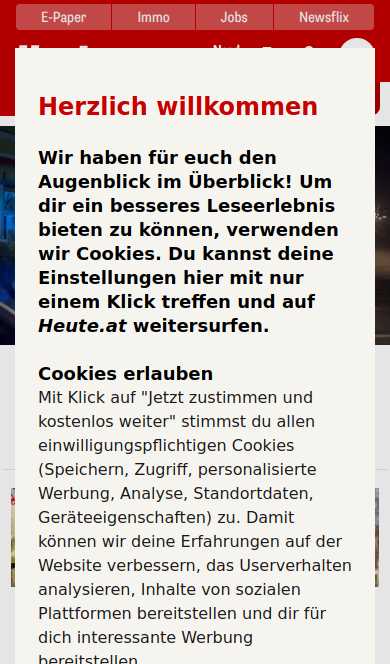 E-Paper Immo Jobs Newsflix
Herzlich willkommen
Wir haben für euch den
Augenblick im Überblick! Um
dir ein besseres Leseerlebnis
bieten zu können, verwenden
wir Cookies. Du kannst deine
Einstellungen hier mit nur
einem Klick treffen und auf
Heute.at weitersurfen.
Cookies erlauben
Mit Klick auf "Jetzt zustimmen und
kostenlos weiter" stimmst du allen
einwilligungspflichtigen Cookies
(Speichern, Zugriff, personalisierte
Werbung, Analyse, Standortdaten,
Geräteeigenschaften) zu. Damit
können wir deine Erfahrungen auf der
Website verbessern, das Userverhalten
analysieren, Inhalte von sozialen
Plattformen bereitstellen und dir für
dich interessante Werbung
bereitstellen